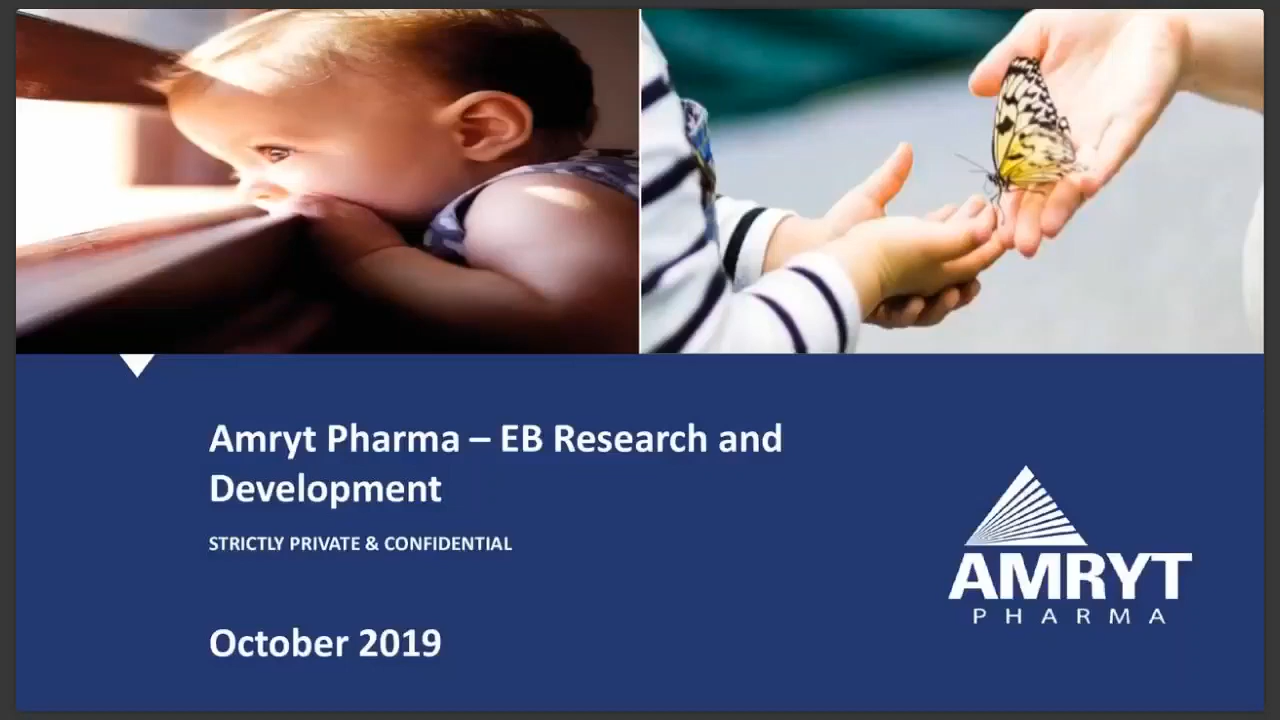 Amryt Pharma – EB Research and
Development
STRICTLY PRIVATE & CONFIDENTIAL
October 2019
AMRYT
PHARMA